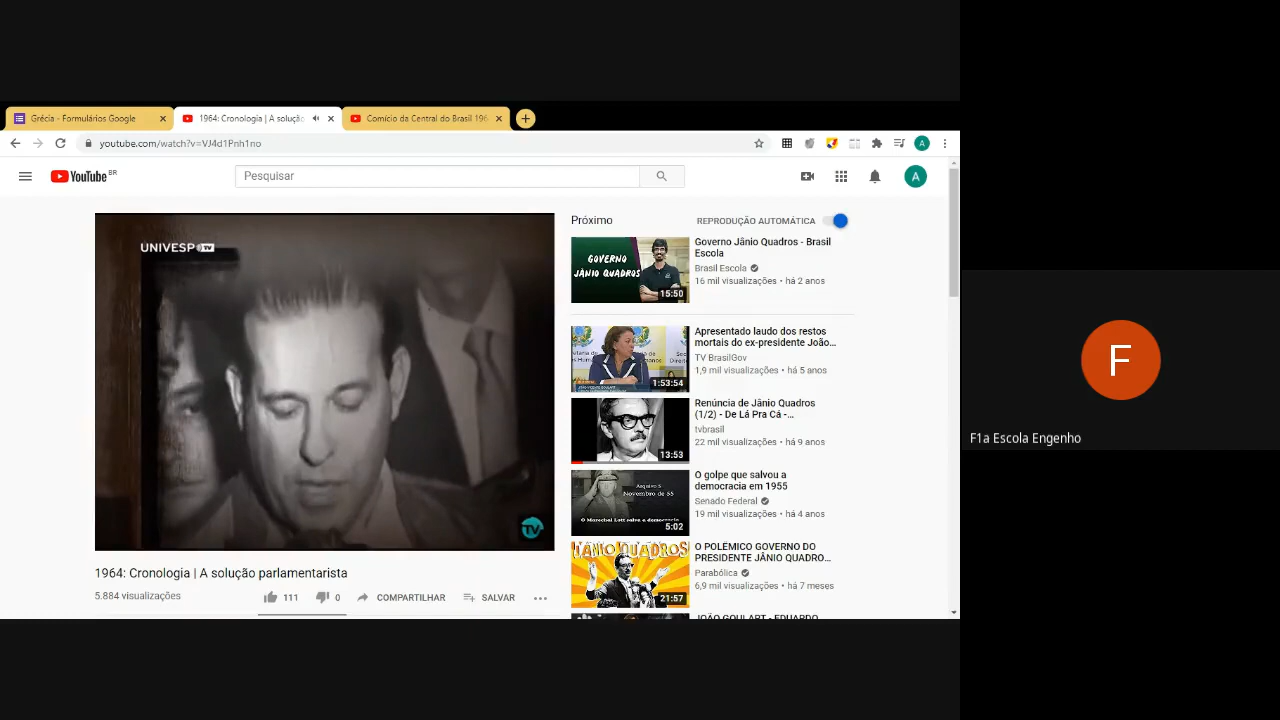 Grécia - Formulários Google
1964: Cronologia | A solução
Comício da Central do Brasil 196
youtube.com/watch?v=VJ4d1Pnh1no
A
YouTube BR
Pesquisar
A
UNIVESP TV
TV
Próximo
REPRODUÇÃO AUTOMÁTICA
GOVERNO
JÂNIO QUADROS
15:50
Governo Jânio Quadros - Brasil
Escola
Brasil Escola
16 mil visualizações • há 2 anos
1:53:54
Apresentado laudo dos restos
mortais do ex-presidente João...
TV BrasilGov
1,9 mil visualizações • há 5 anos
13:53
Renúncia de Jânio Quadros
(1/2) - De Lá Pra Cá -...
tvbrasil
22 mil visualizações • há 9 anos
Arquivo S
Novembro de 55
O Marechal Lott salva a democracia
5:02
O golpe que salvou a
democracia em 1955
Senado Federal
19 mil visualizações • há 4 anos
JÂNIO QUADROS
21:57
O POLÊMICO GOVERNO DO
PRESIDENTE JÂNIO QUADRO...
Parabólica
6,9 mil visualizações • há 7 meses
JOÃO GOULART - EDUARDO
1964: Cronologia | A solução parlamentarista
5.884 visualizações
111
0
COMPARTILHAR
SALVAR
F
F1a Escola Engenho